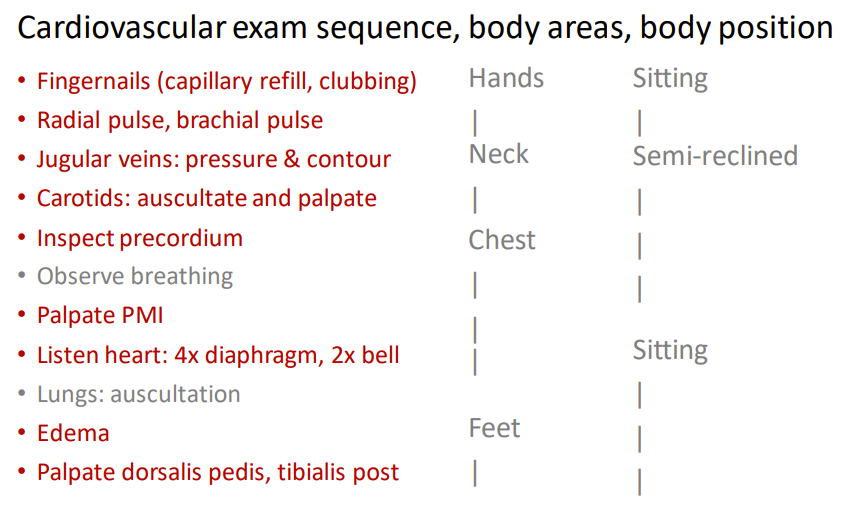 Cardiovascular exam sequence, body areas, body position
• Fingernails (capillary refill, clubbing) Hands Sitting
• Radial pulse, brachial pulse | |
• Jugular veins: pressure & contour Neck Semi-reclined
• Carotids: auscultate and palpate | |
• Inspect precordium Chest |
• Observe breathing | |
• Palpate PMI |
• Listen heart: 4x diaphragm, 2x bell | Sitting
• Lungs: auscultation |
• Edema Feet |
• Palpate dorsalis pedis, tibialis post | |